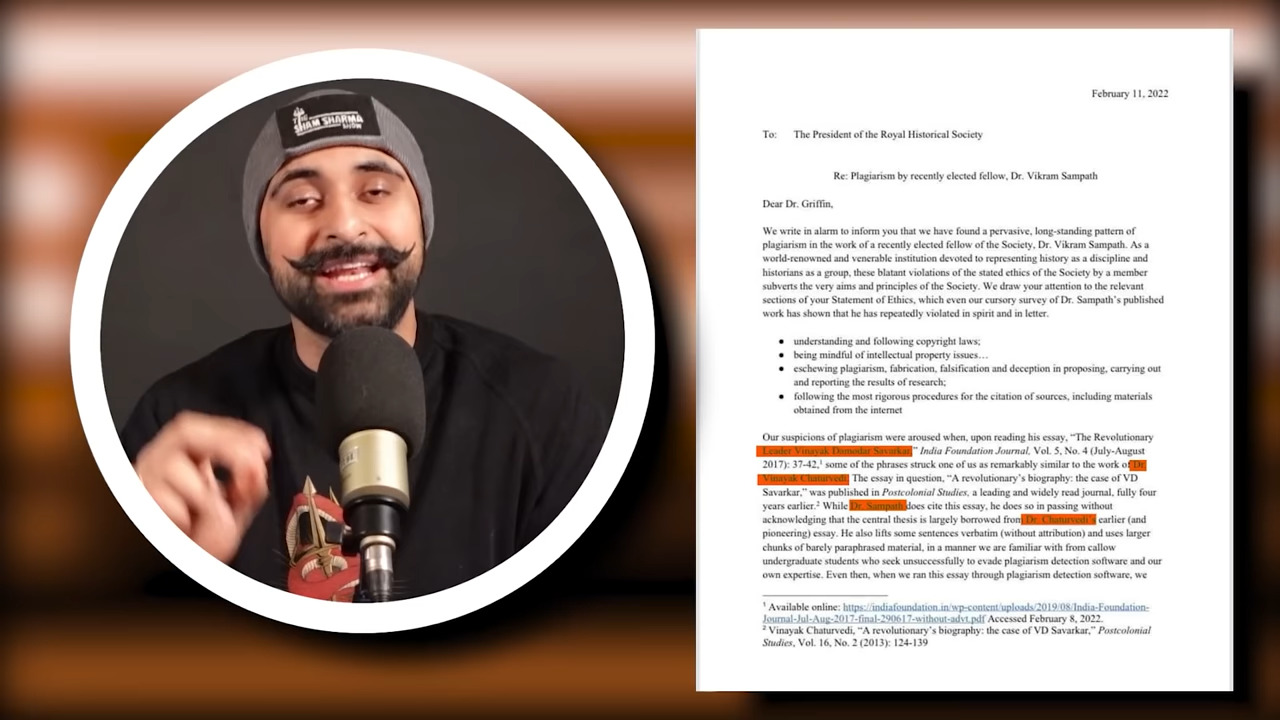 THE
SHAM SHARMA
SHOW
February 11, 2022
To: The President of the Royal Historical Society
Re: Plagiarism by recently elected fellow, Dr. Vikram Sampath
Dear Dr. Griffin,
We write in alarm to inform you that we have found a pervasive, long-standing pattern of
plagiarism in the work of a recently elected fellow of the Society, Dr. Vikram Sampath. As a
world-renowned and venerable institution devoted to representing history as a discipline and
historians as a group, these blatant violations of the stated ethics of the Society by a member
subverts the very aims and principles of the Society. We draw your attention to the relevant
sections of your Statement of Ethics, which even our cursory survey of Dr. Sampath's published
work has shown that he has repeatedly violated in spirit and in letter.
● understanding and following copyright laws;
● being mindful of intellectual property issues…
● eschewing plagiarism, fabrication, falsification and deception in proposing, carrying out
and reporting the results of research;
● following the most rigorous procedures for the citation of sources, including materials
obtained from the internet
Our suspicions of plagiarism were aroused when, upon reading his essay, “The Revolutionary
Leader Vinayak Damodar Savarkar,” India Foundation Journal, Vol. 5, No. 4 (July-August
2017): 37-42,¹ some of the phrases struck one of us as remarkably similar to the work of Dr.
Vinayak Chaturvedi. The essay in question, “A revolutionary's biography: the case of VD
Savarkar,” was published in Postcolonial Studies, a leading and widely read journal, fully four
years earlier.² While Dr. Sampath does cite this essay, he does so in passing without
acknowledging that the central thesis is largely borrowed from Dr. Chaturvedi's earlier (and
pioneering) essay. He also lifts some sentences verbatim (without attribution) and uses larger
chunks of barely paraphrased material, in a manner we are familiar with from callow
undergraduate students who seek unsuccessfully to evade plagiarism detection software and our
own expertise. Even then, when we ran this essay through plagiarism detection software, we
¹ Available online: https://indiafoundation.in/wp-content/uploads/2019/08/India-Foundation-
Journal-Jul-Aug-2017-final-290617-without-advt.pdf Accessed February 8, 2022.
² Vinayak Chaturvedi, “A revolutionary's biography: the case of VD Savarkar,” Postcolonial
Studies, Vol. 16, No. 2 (2013): 124-139